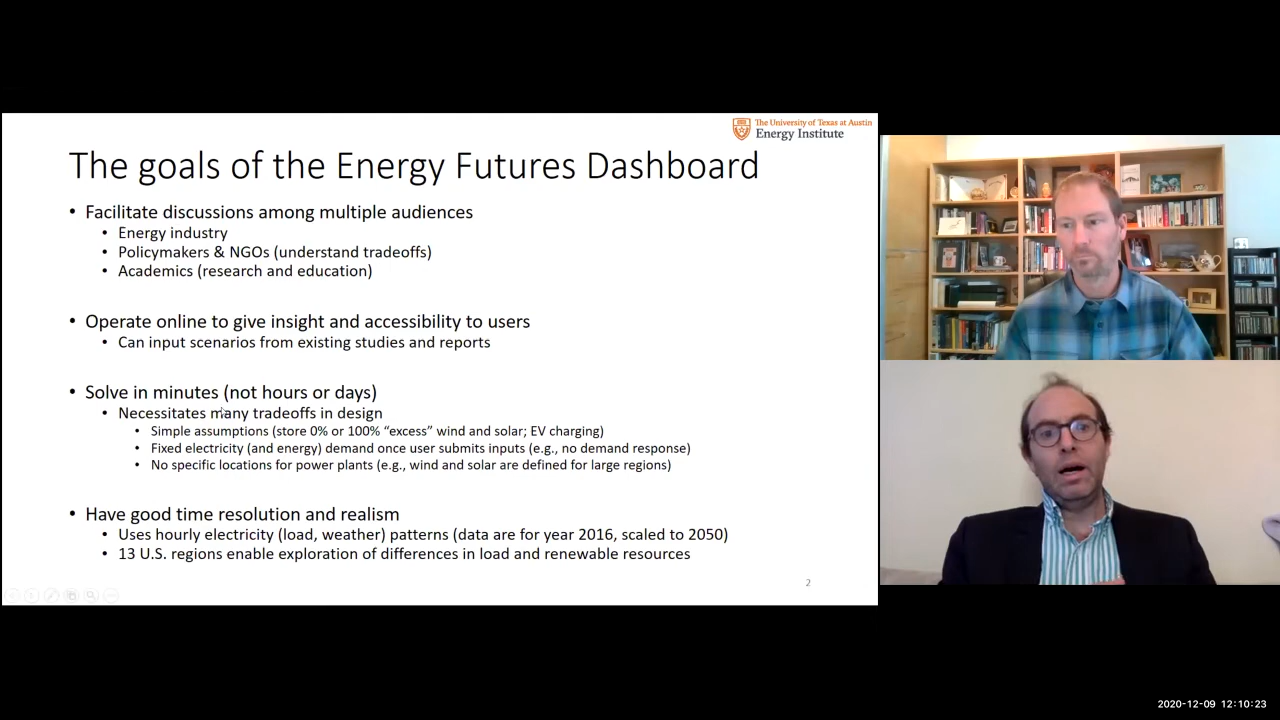 The University of Texas at Austin
Energy Institute
The goals of the Energy Futures Dashboard
• Facilitate discussions among multiple audiences
• Energy industry
• Policymakers & NGOs (understand tradeoffs)
• Academics (research and education)
• Operate online to give insight and accessibility to users
• Can input scenarios from existing studies and reports
• Solve in minutes (not hours or days)
• Necessitates many tradeoffs in design
• Simple assumptions (store 0% or 100% “excess” wind and solar; EV charging)
• Fixed electricity (and energy) demand once user submits inputs (e.g., no demand response)
• No specific locations for power plants (e.g., wind and solar are defined for large regions)
• Have good time resolution and realism
• Uses hourly electricity (load, weather) patterns (data are for year 2016, scaled to 2050)
• 13 U.S. regions enable exploration of differences in load and renewable resources
2
2020-12-09 12:10:23